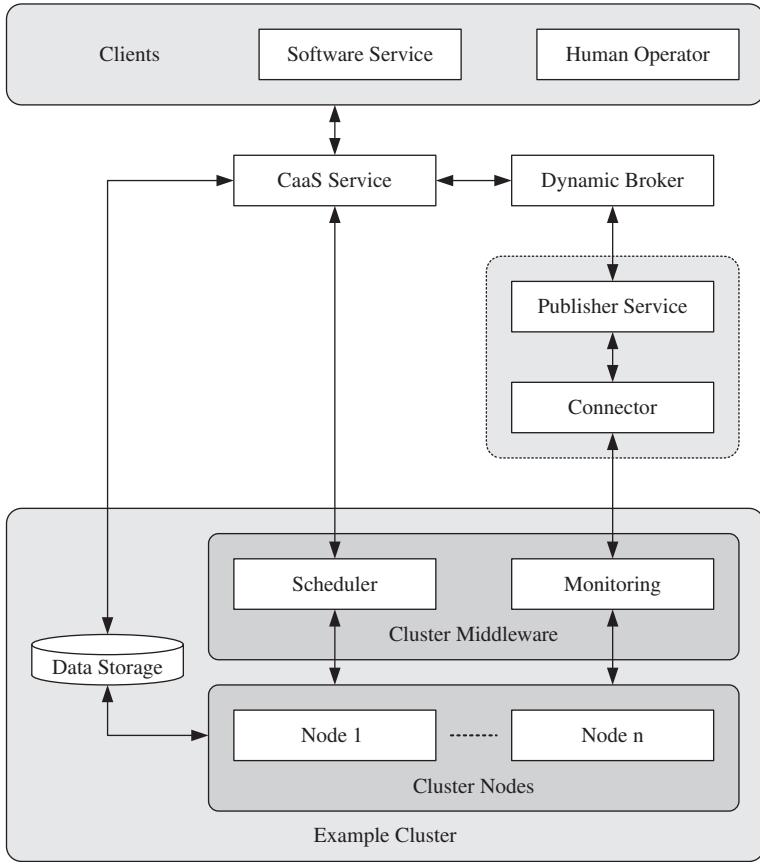 Clients
Software Service
Human Operator
CaaS Service
Dynamic Broker
Publisher Service
Connector
Scheduler
Monitoring
Cluster Middleware
Data Storage
Node 1
Node n
Cluster Nodes
Example Cluster